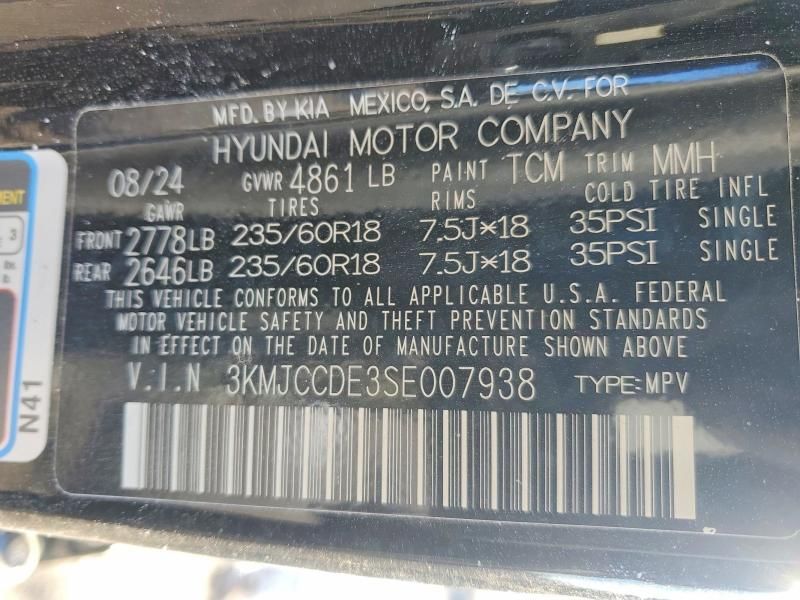 MFD. BY KIA MEXICO, S.A. DE C.V. FOR
HYUNDAI MOTOR COMPANY
08/24 GVWR 4861 LB PAINT TCM TRIM MMH
GAWR TIRES RIMS COLD TIRE INFL
FRONT 2778LB 235/60R18 7.5J×18 35PSI SINGLE
REAR 2646LB 235/60R18 7.5J×18 35PSI SINGLE
THIS VEHICLE CONFORMS TO ALL APPLICABLE U.S.A. FEDERAL
MOTOR VEHICLE SAFETY AND THEFT PREVENTION STANDARDS
IN EFFECT ON THE DATE OF MANUFACTURE SHOWN ABOVE
V.I.N 3KMJCCDE3SE007938 TYPE:MPV
3
lbs.
N41